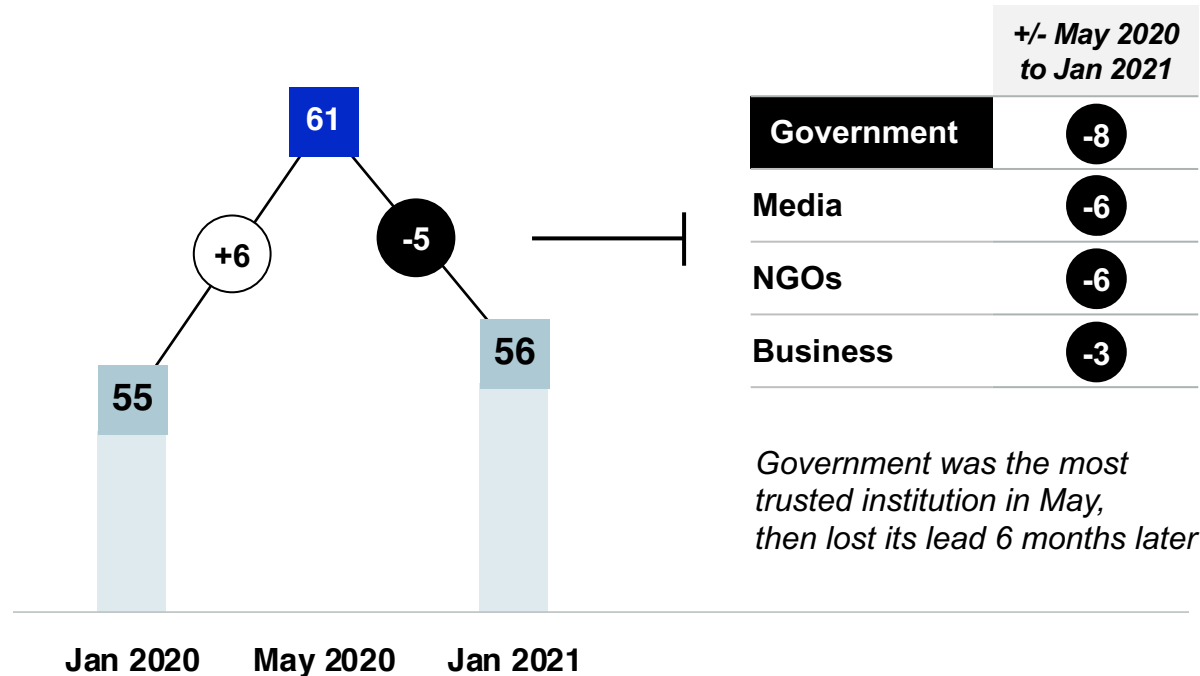 61
+6
-5
55
56
Jan 2020
May 2020
Jan 2021
+/- May 2020
to Jan 2021
Government
-8
Media
-6
NGOs
-6
Business
-3
Government was the most
trusted institution in May,
then lost its lead 6 months later